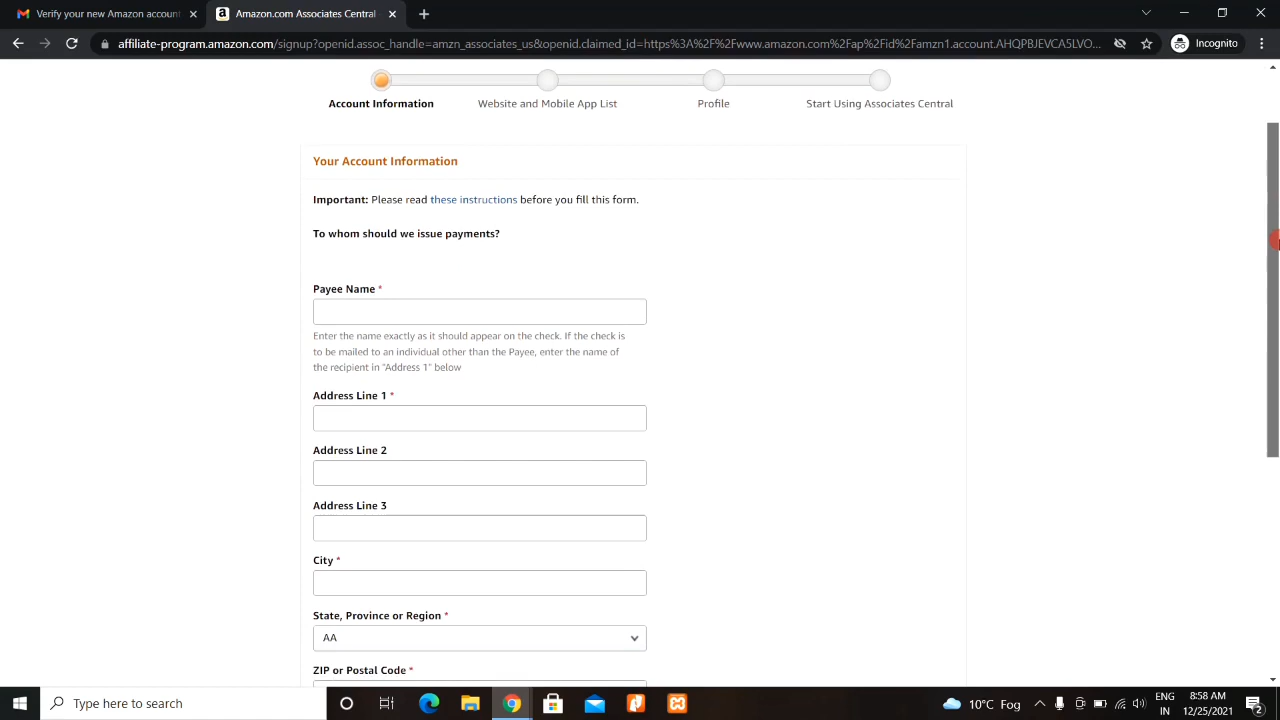 Verify your new Amazon account
Amazon.com Associates Central
affiliate-program.amazon.com/signup?openid.assoc_handle=amzn_associates_us&openid.claimed_id=https%3A%2F%2Fwww.amazon.com%2Fap%2Fid%2Famzn1.account.AHQPBJEVCA5LVO...
Incognito
Account Information
Website and Mobile App List
Profile
Start Using Associates Central
Your Account Information
Important: Please read these instructions before you fill this form.
To whom should we issue payments?
Payee Name *
Enter the name exactly as it should appear on the check. If the check is
to be mailed to an individual other than the Payee, enter the name of
the recipient in "Address 1" below
Address Line 1 *
Address Line 2
Address Line 3
City *
State, Province or Region *
AA
ZIP or Postal Code *
Type here to search
10°C Fog
ENG
IN
8:58 AM
12/25/2021
2